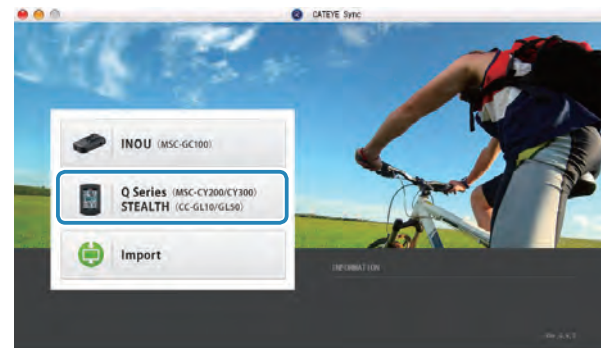 CATEYE Sync
INOU (MSC-GC100)
Q Series (MSC-CY200/CY300)
STEALTH (CC-GL10/GL50)
Import
INFORMATION